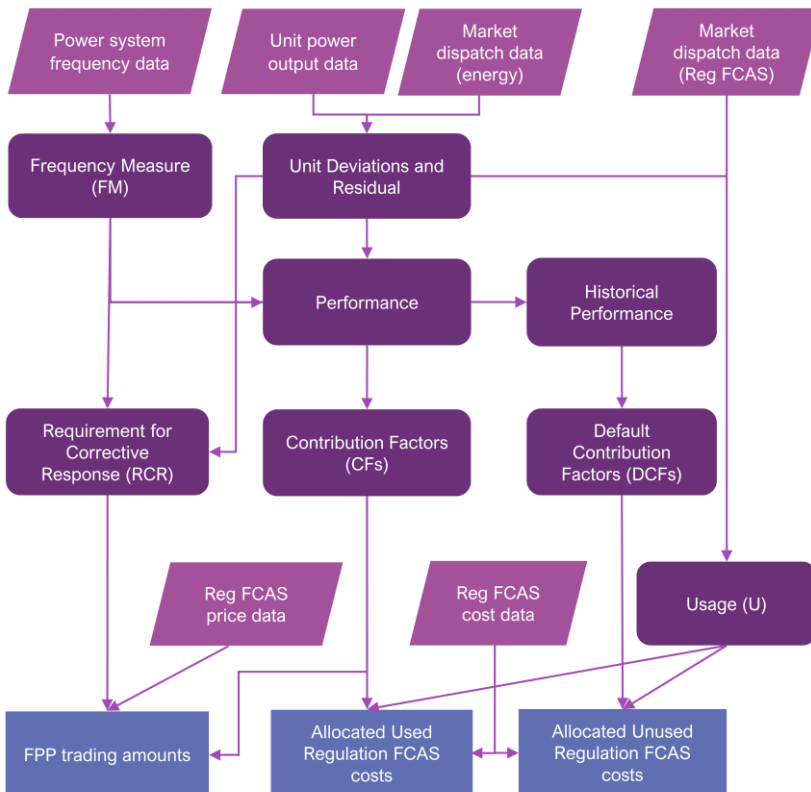 Power system
frequency data
Unit power
output data
Market
dispatch data
(energy)
Market
dispatch data
(Reg FCAS)
Frequency Measure
(FM)
Unit Deviations and
Residual
Performance
Historical
Performance
Requirement for
Corrective
Response (RCR)
Contribution Factors
(CFs)
Default
Contribution
Factors (DCFs)
Reg FCAS
price data
Reg FCAS
cost data
Usage (U)
FPP trading amounts
Allocated Used
Regulation FCAS
costs
Allocated Unused
Regulation FCAS
costs